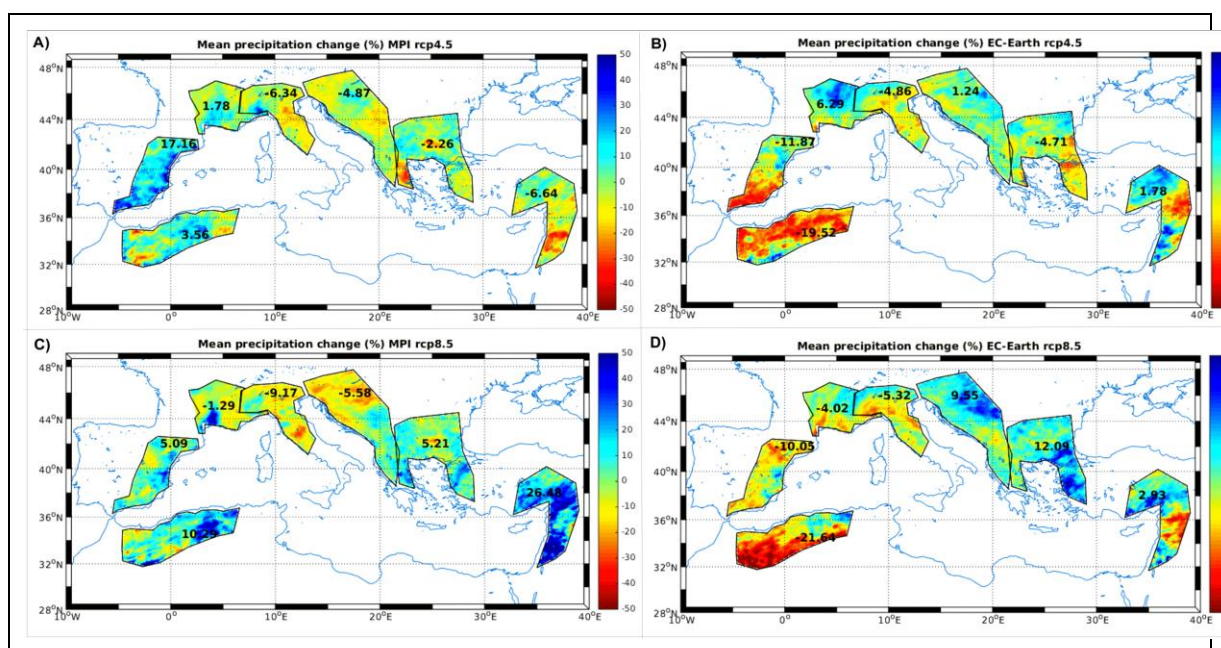 A)
Mean precipitation change (%) MPI rcp4.5
48°N
44°N
40°N
36°N
32°N
28°N
10°W
0°
10°E
20°E
30°E
40°E
1.78
-6.34
-4.87
17.16
-2.26
-6.64
3.56
50
40
30
20
10
0
-10
-20
-30
-40
-50
B)
Mean precipitation change (%) EC-Earth rcp4.5
48°N
44°N
40°N
36°N
32°N
28°N
10°W
0°
10°E
20°E
30°E
40°E
6.29
-4.86
1.24
-11.87
-4.71
1.78
-19.52
C)
Mean precipitation change (%) MPI rcp8.5
48°N
44°N
40°N
36°N
32°N
28°N
10°W
0°
10°E
20°E
30°E
40°E
-1.29
-9.17
-5.58
5.09
5.21
26.48
10.29
50
40
30
20
10
0
-10
-20
-30
-40
-50
D)
Mean precipitation change (%) EC-Earth rcp8.5
48°N
44°N
40°N
36°N
32°N
28°N
10°W
0°
10°E
20°E
30°E
40°E
-4.02
-5.32
9.55
-10.05
12.09
2.93
-21.64